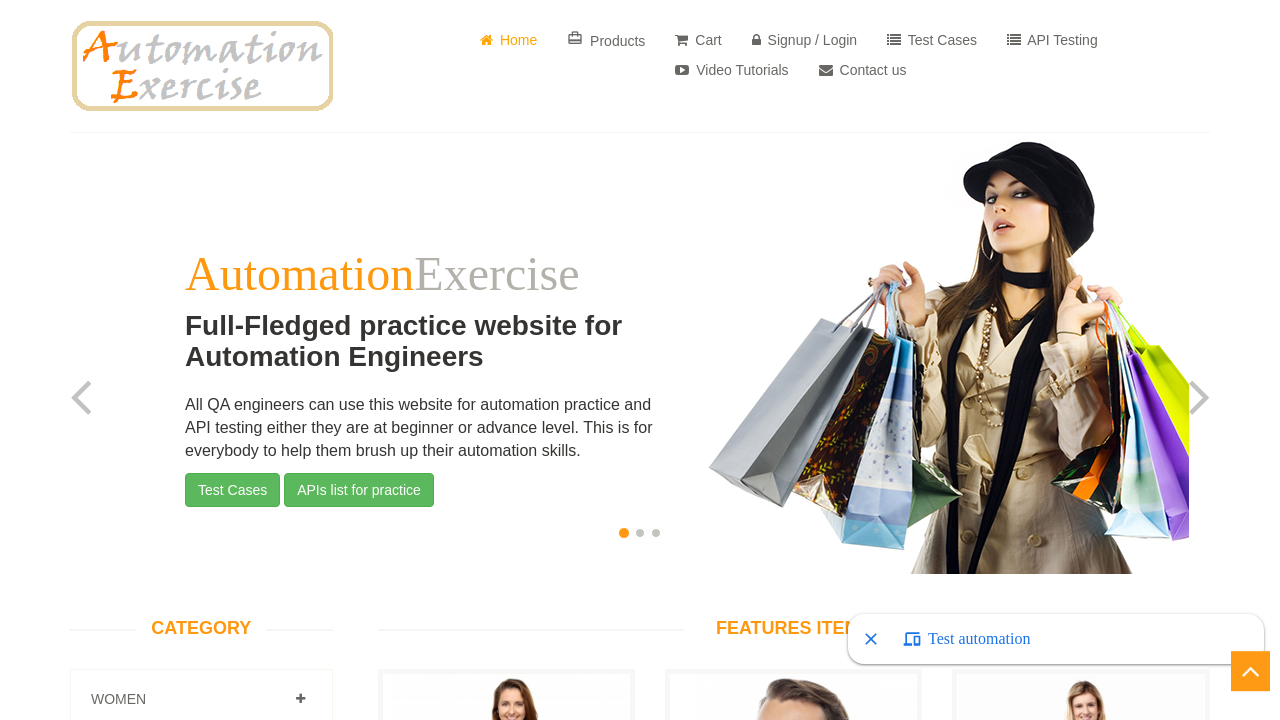 Automation
Exercise
Home
Products
Cart
Signup / Login
Test Cases
API Testing
Video Tutorials
Contact us
AutomationExercise
Full-Fledged practice website for
Automation Engineers
All QA engineers can use this website for automation practice and
API testing either they are at beginner or advance level. This is for
everybody to help them brush up their automation skills.
Test Cases
APIs list for practice
CATEGORY
FEATURES
Test automation
WOMEN